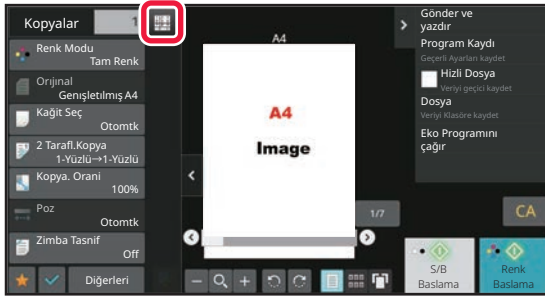 Kopyalar
1
Renk Modu
Tam Renk
Orijinal
Genişletilmiş A4
Kağit Seç
Otomtk
2 Tarafl.Kopya
1-Yüzlü→1-Yüzlü
Kopya. Orani
100%
Poz
Otomtk
Zimba Tasnif
Off
Diğerleri
A4
A4
Image
1/7
Gönder ve
yazdır
Program Kaydı
Geçerli Ayarları kaydet
Hizli Dosya
Veriyi geçici kaydet
Dosya
Veriyi Klasöre kaydet
Eko Programını
çağır
CA
S/B
Baslama
Renk
Baslama